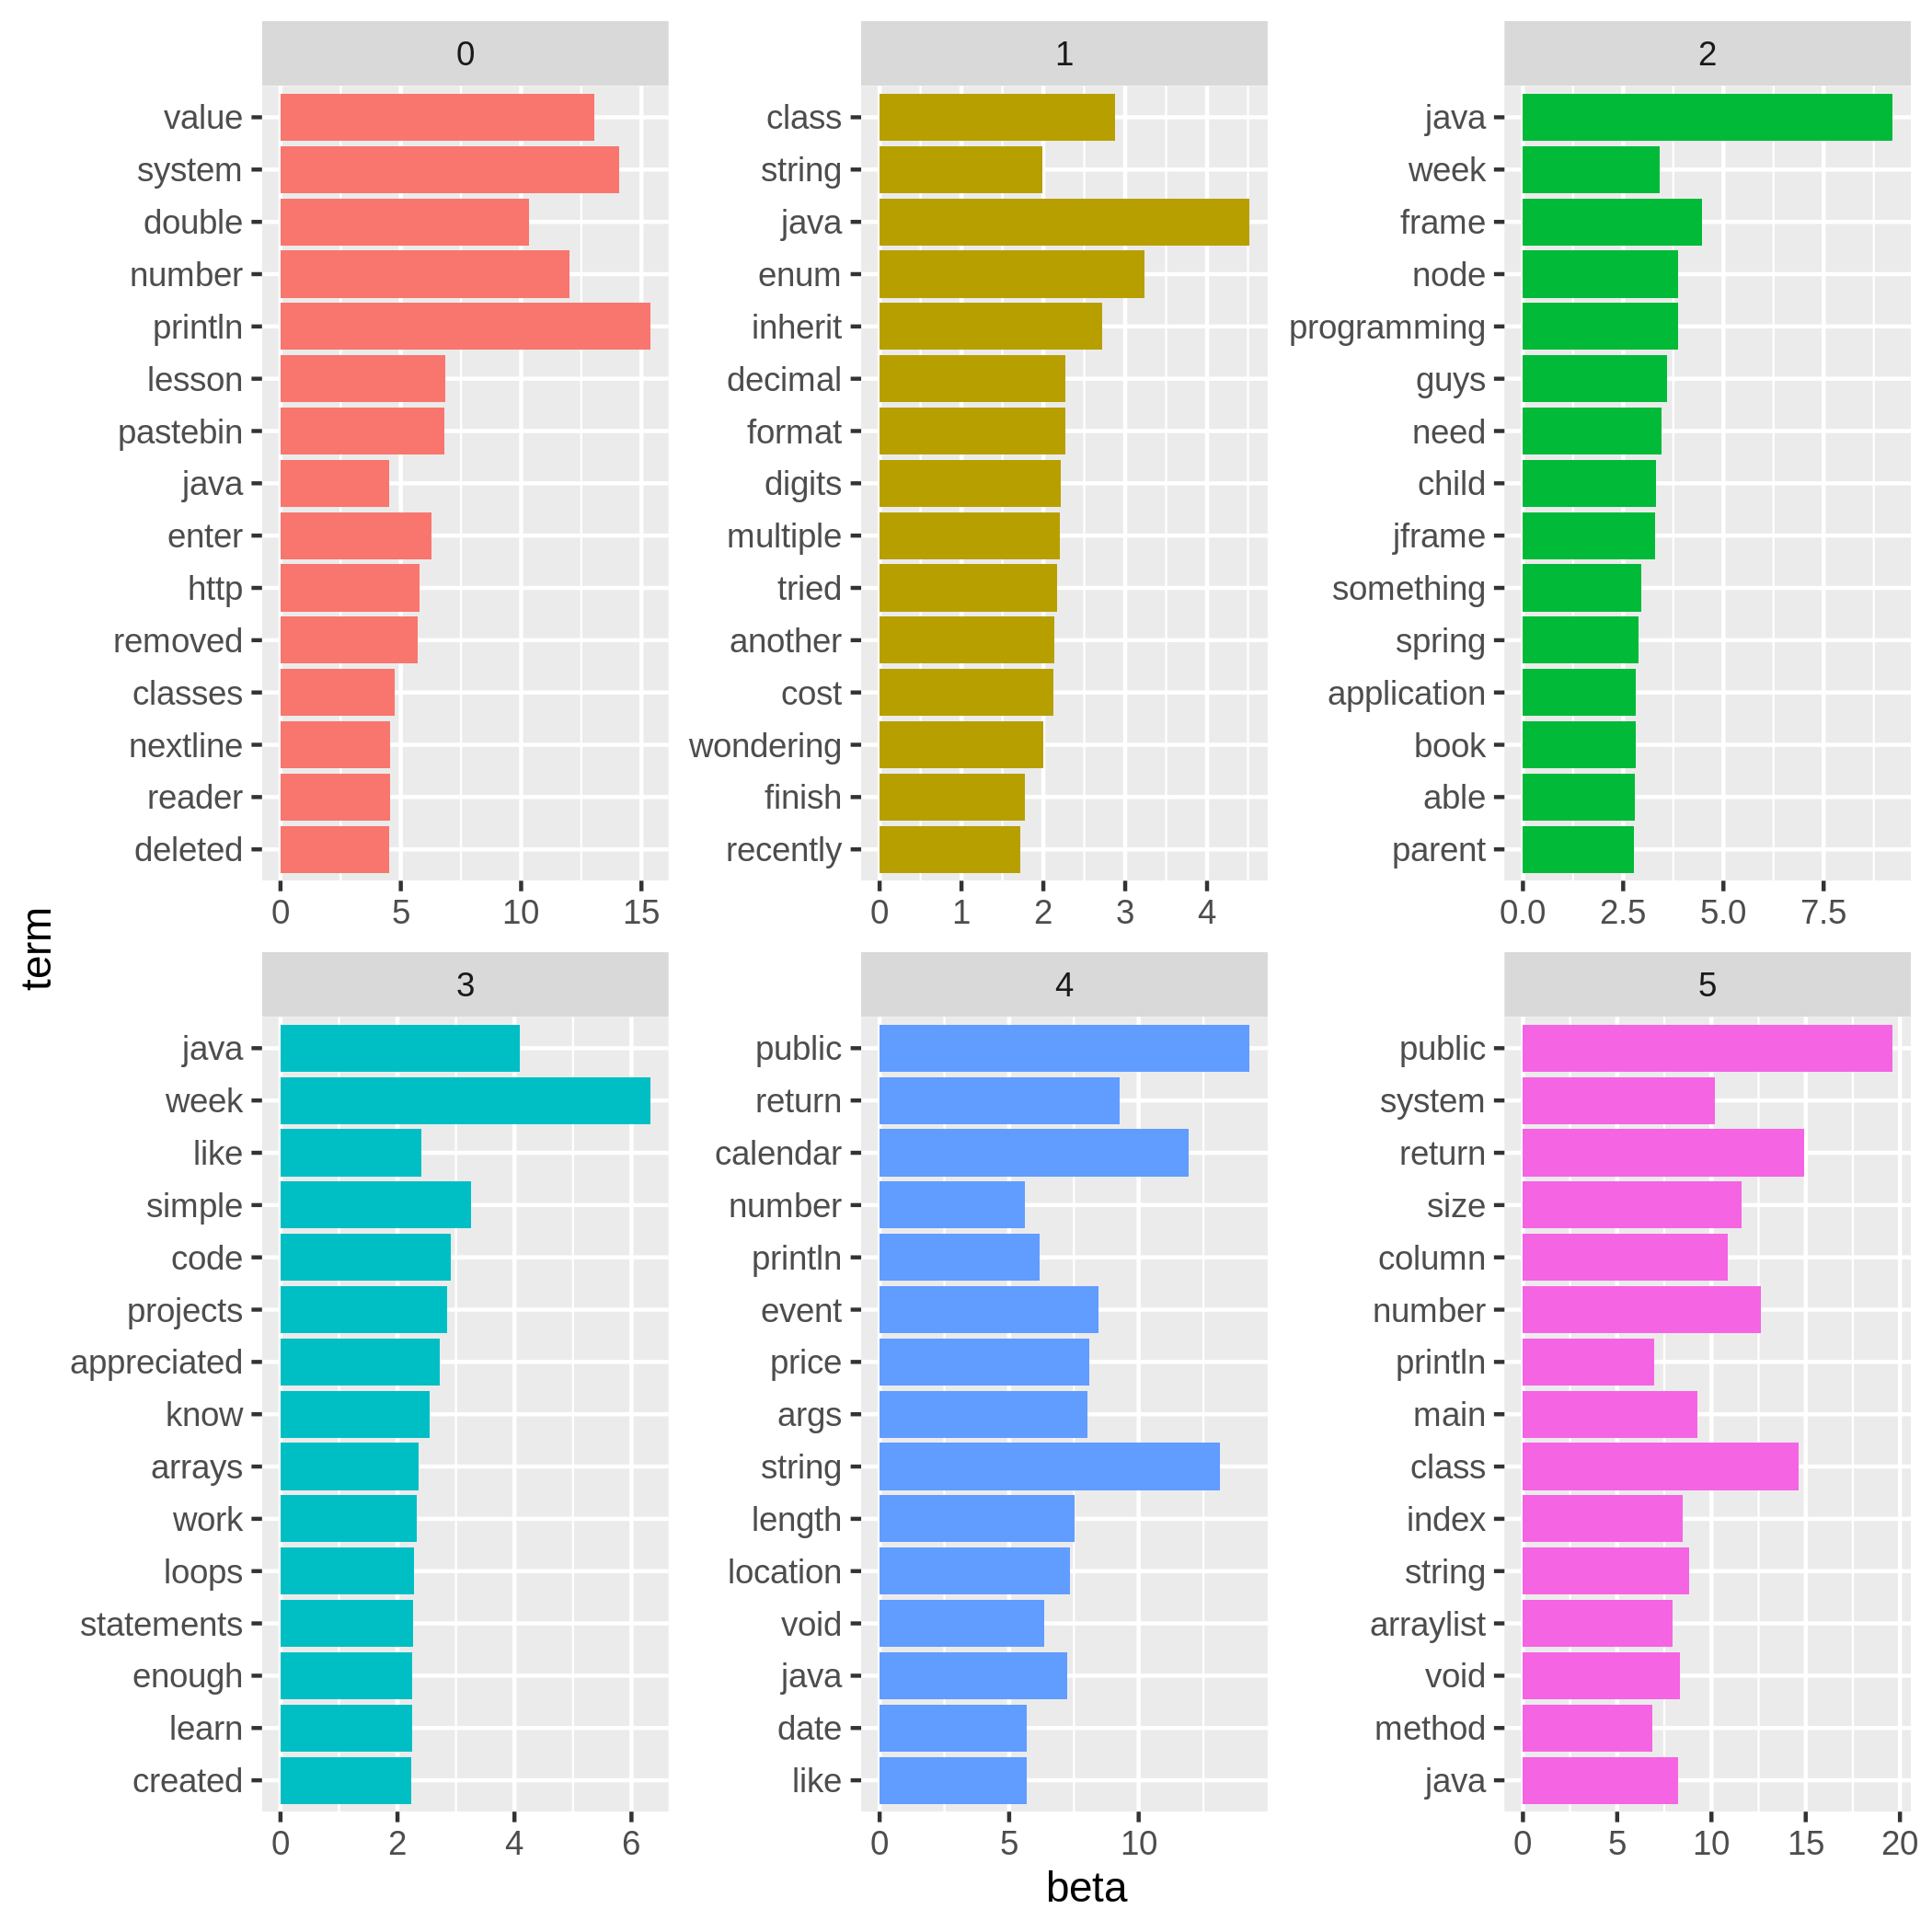 0
value
system
double
number
println
lesson
pastebin
java
enter
http
removed
classes
nextline
reader
deleted
0 5 10 15
1
class
string
java
enum
inherit
decimal
format
digits
multiple
tried
another
cost
wondering
finish
recently
0 1 2 3 4
2
java
week
frame
node
programming
guys
need
child
jframe
something
spring
application
book
able
parent
0.0 2.5 5.0 7.5
term
3
java
week
like
simple
code
projects
appreciated
know
arrays
work
loops
statements
enough
learn
created
0 2 4 6
4
public
return
calendar
number
println
event
price
args
string
length
location
void
java
date
like
0 5 10
5
public
system
return
size
column
number
println
main
class
index
string
arraylist
void
method
java
0 5 10 15 20
beta